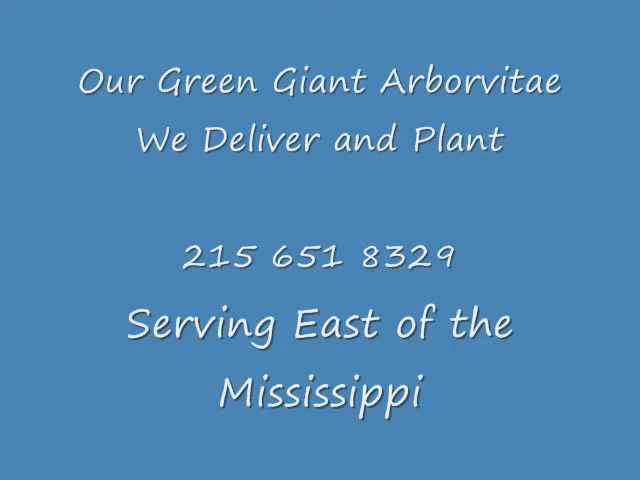 Our Green Giant Arborvitae
We Deliver and Plant
215 651 8329
Serving East of the
Mississippi